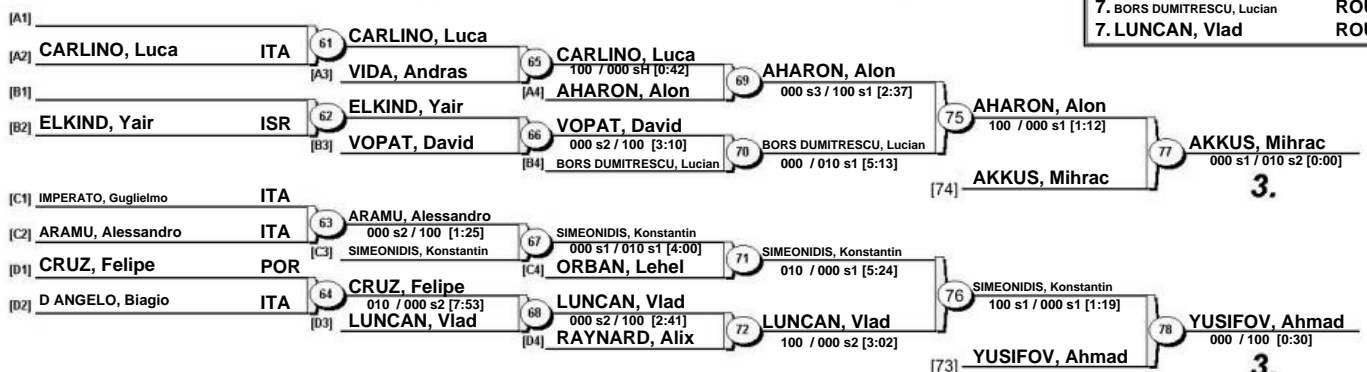 7. BORS DUMITRESCU, Lucian ROU
7. LUNCAN, Vlad ROU
[A1]
[A2] CARLINO, Luca ITA
61 CARLINO, Luca
[A3] VIDA, Andras
65 CARLINO, Luca
100 / 000 sH [0:42]
[A4] AHARON, Alon
69 AHARON, Alon
000 s3 / 100 s1 [2:37]
[B1]
[B2] ELKIND, Yair ISR
62 ELKIND, Yair
[B3] VOPAT, David
66 VOPAT, David
000 s2 / 100 [3:10]
[B4] BORS DUMITRESCU, Lucian
70 BORS DUMITRESCU, Lucian
000 / 010 s1 [5:13]
75 AHARON, Alon
100 / 000 s1 [1:12]
[74] AKKUS, Mihrac
77 AKKUS, Mihrac
000 s1 / 010 s2 [0:00]
3.
[C1] IMPERATO, Guglielmo ITA
[C2] ARAMU, Alessandro ITA
63 ARAMU, Alessandro
000 s2 / 100 [1:25]
[C3] SIMEONIDIS, Konstantin
67 SIMEONIDIS, Konstantin
000 s1 / 010 s1 [4:00]
[C4] ORBAN, Lehel
71 SIMEONIDIS, Konstantin
010 / 000 s1 [5:24]
[D1] CRUZ, Felipe POR
[D2] D ANGELO, Biagio ITA
64 CRUZ, Felipe
010 / 000 s2 [7:53]
[D3] LUNCAN, Vlad
68 LUNCAN, Vlad
000 s2 / 100 [2:41]
[D4] RAYNARD, Alix
72 LUNCAN, Vlad
100 / 000 s2 [3:02]
76 SIMEONIDIS, Konstantin
100 s1 / 000 s1 [1:19]
[73] YUSIFOV, Ahmad
78 YUSIFOV, Ahmad
000 / 100 [0:30]
3.